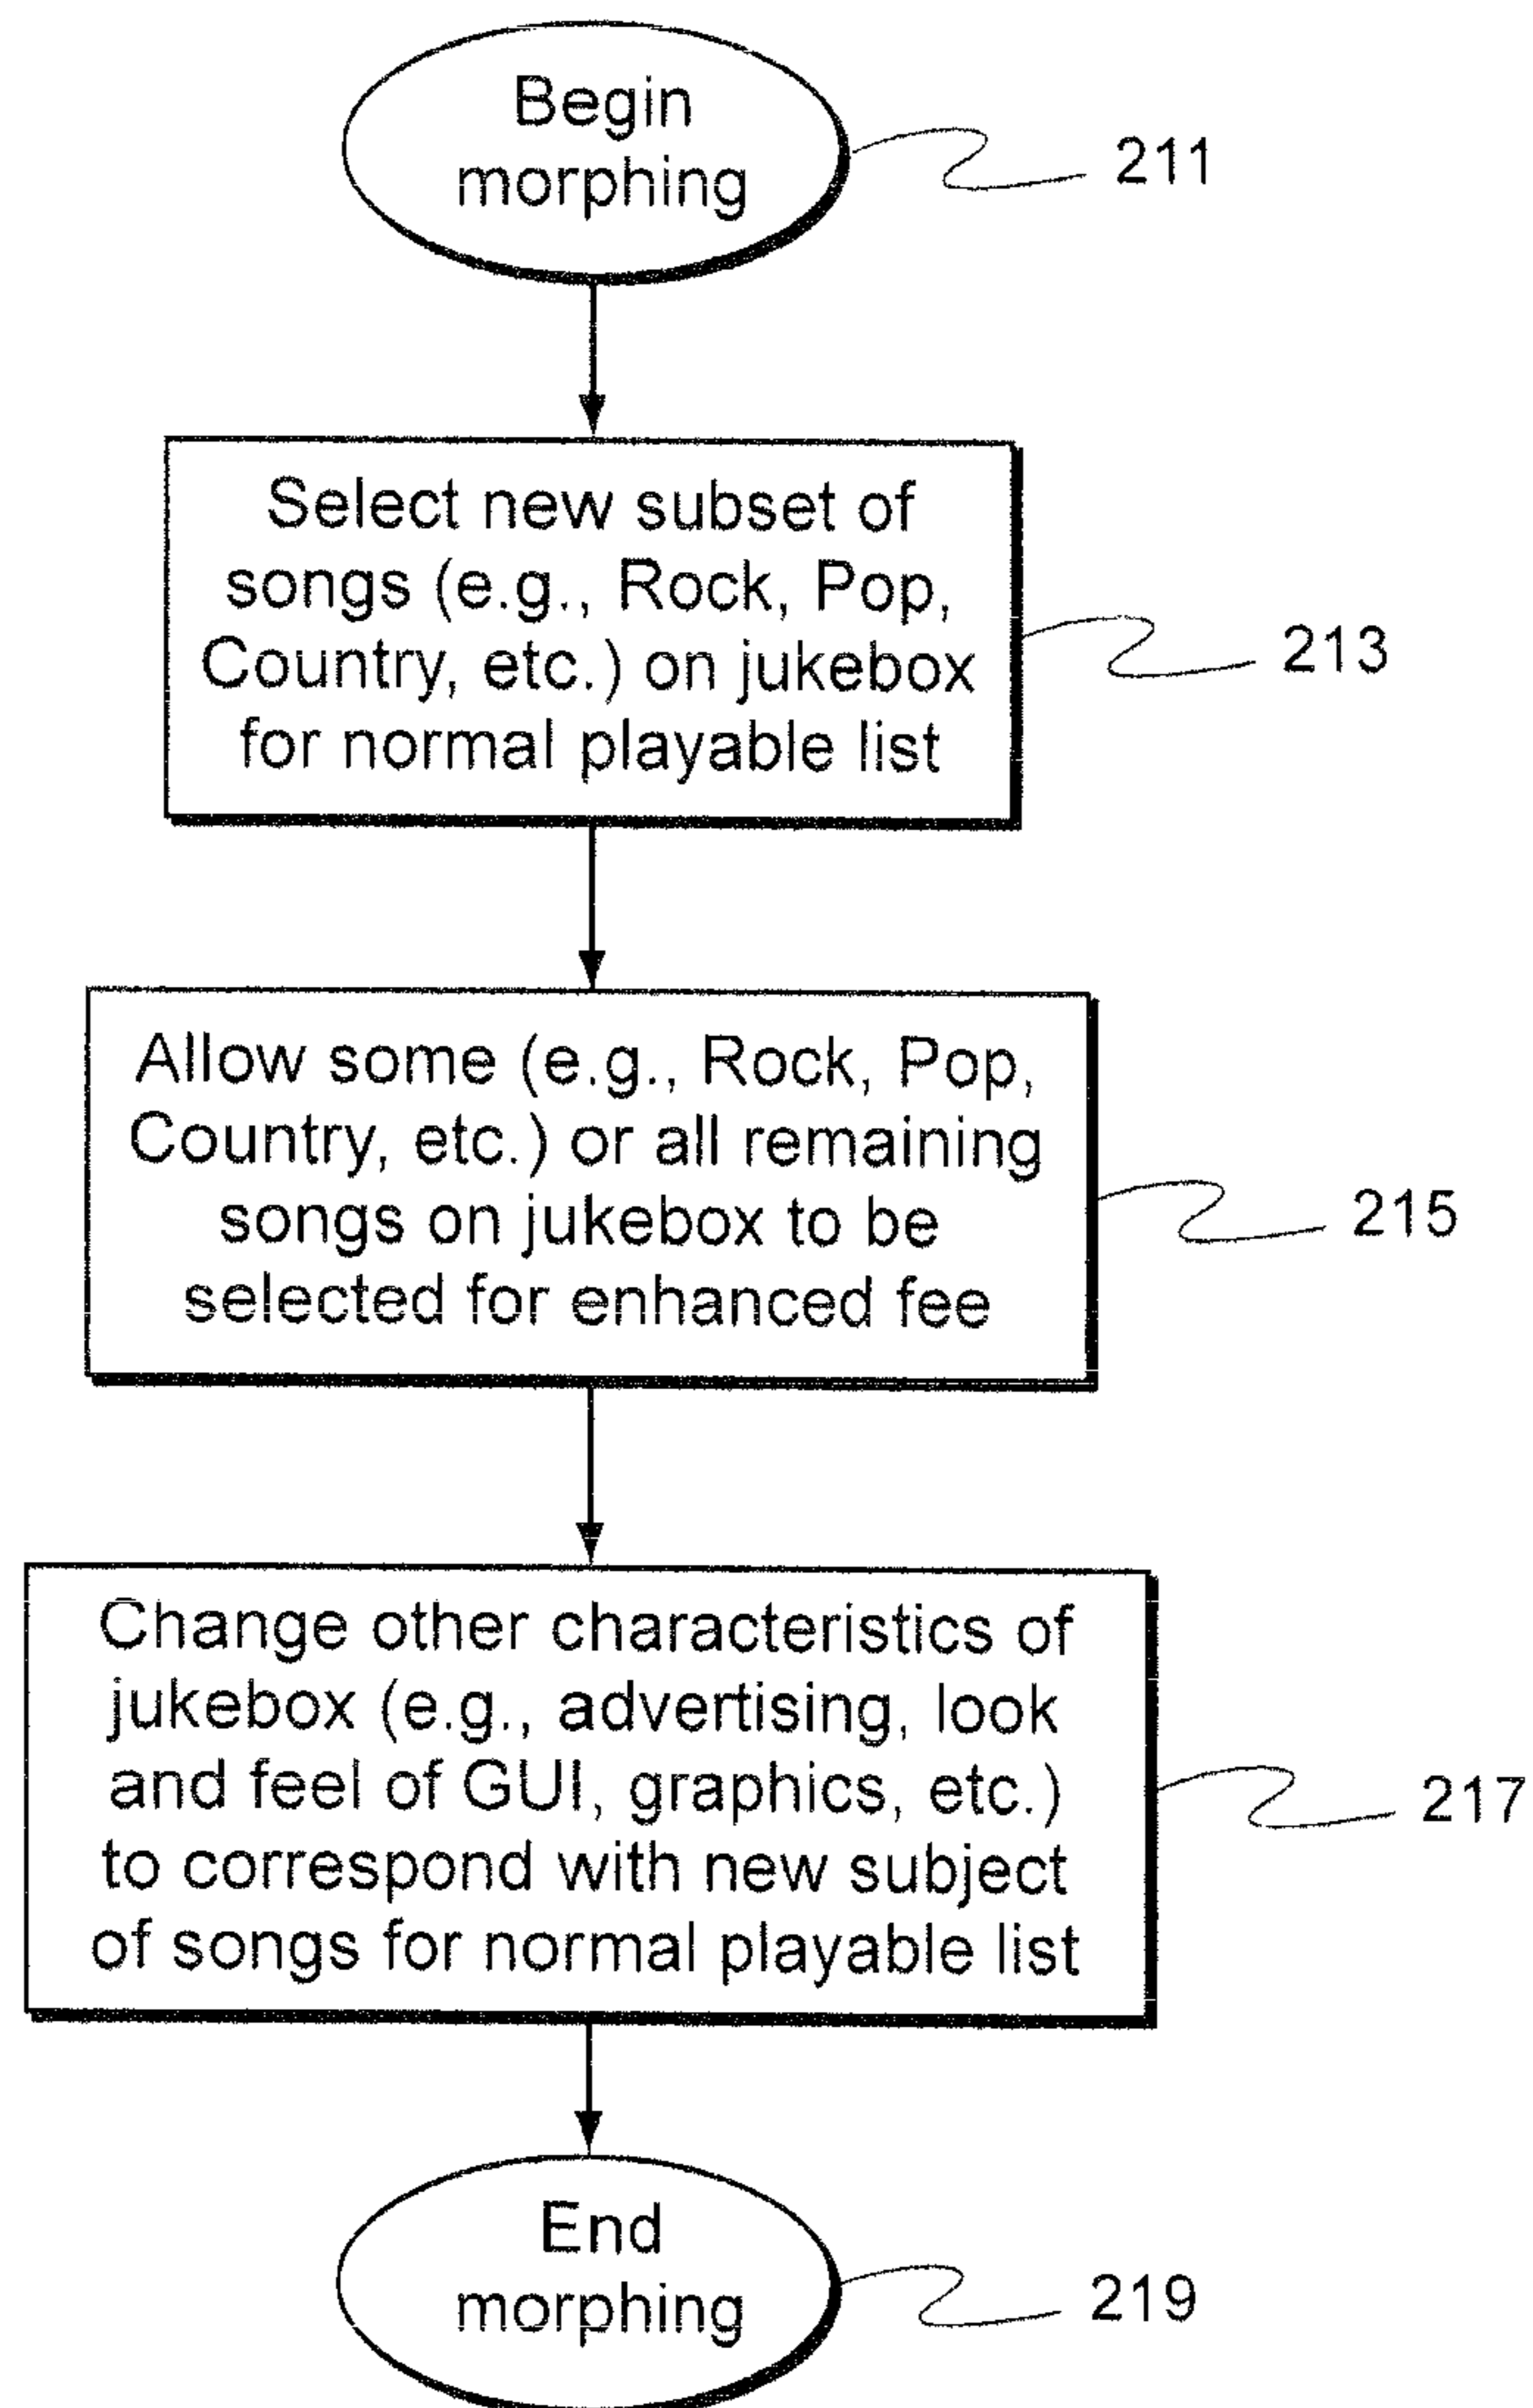 Begin
morphing
211
Select new subset of
songs (e.g., Rock, Pop,
Country, etc.) on jukebox
for normal playable list
213
Allow some (e.g., Rock, Pop,
Country, etc.) or all remaining
songs on jukebox to be
selected for enhanced fee
215
Change other characteristics of
jukebox (e.g., advertising, look
and feel of GUI, graphics, etc.)
to correspond with new subject
of songs for normal playable list
217
End
morphing
219